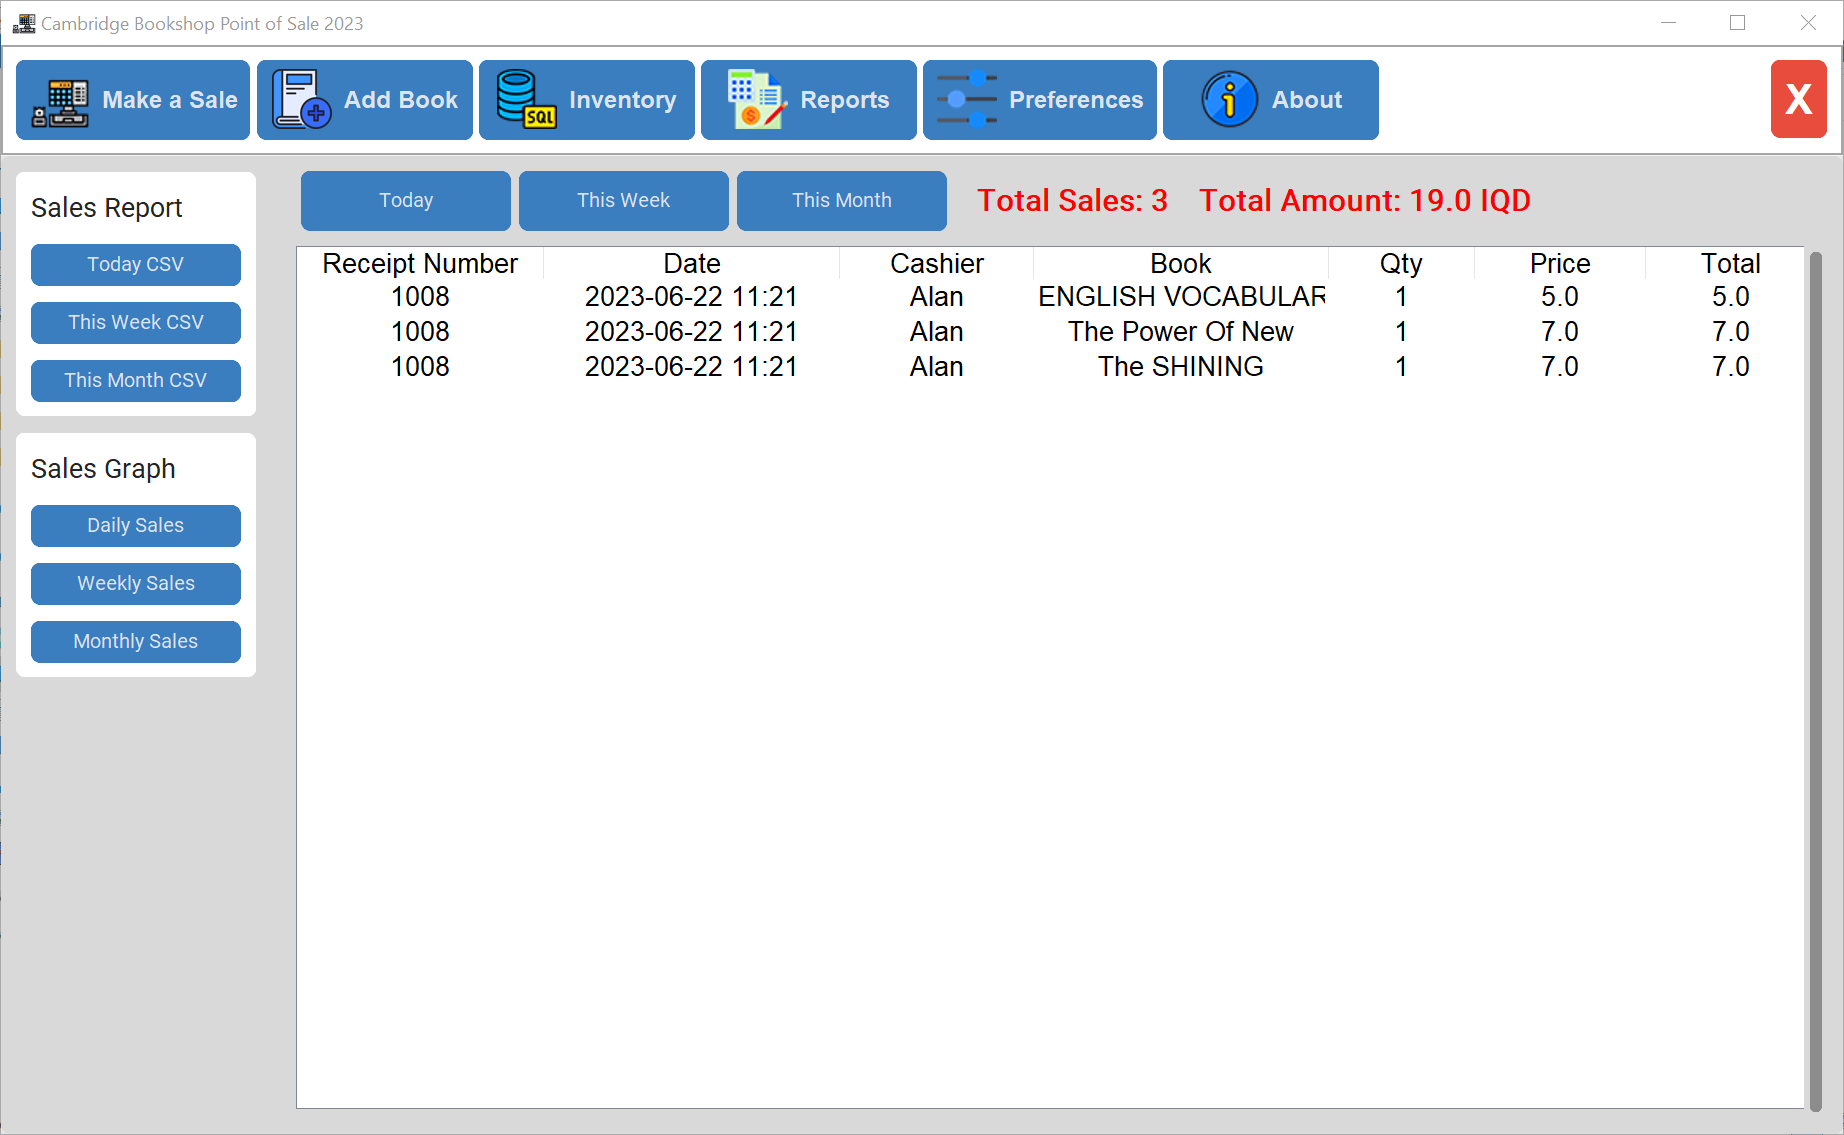 Cambridge Bookshop Point of Sale 2023
Make a Sale
Add Book
SQL
Inventory
Reports
Preferences
About
X
Sales Report
Today CSV
This Week CSV
This Month CSV
Sales Graph
Daily Sales
Weekly Sales
Monthly Sales
Today
This Week
This Month
Total Sales: 3 Total Amount: 19.0 IQD
Receipt Number Date Cashier Book Qty Price Total
1008 2023-06-22 11:21 Alan ENGLISH VOCABULAR 1 5.0 5.0
1008 2023-06-22 11:21 Alan The Power Of New 1 7.0 7.0
1008 2023-06-22 11:21 Alan The SHINING 1 7.0 7.0